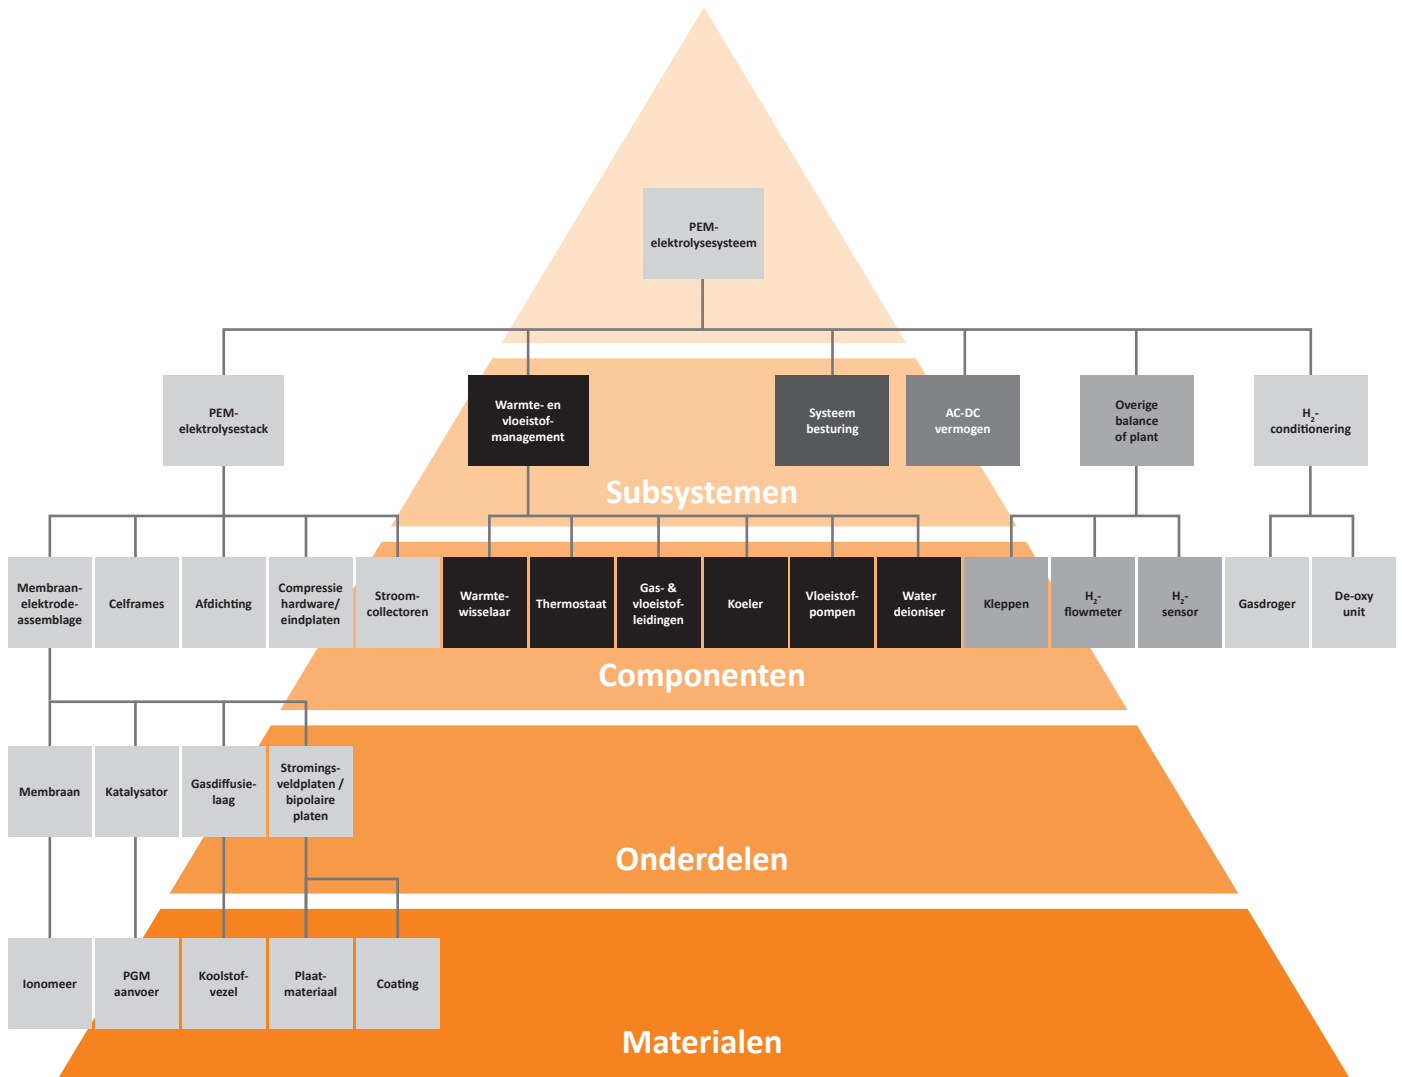 PEM-
elektrolysesysteem
PEM-
elektrolysestack
Warmte- en
vloeistof-
management
Systeem
besturing
AC-DC
vermogen
Overige
balance
of plant
H₂-
conditionering
Subsystemen
Membraan-
elektrode-
assemblage
Celframes
Afdichting
Compressie
hardware/
eindplaten
Stroom-
collectoren
Warmte-
wisselaar
Thermostaat
Gas- &
vloeistof-
leidingen
Koeler
Vloeistof-
pompen
Water
deioniser
Kleppen
H₂-
flowmeter
H₂-
sensor
Gasdroger
De-oxy
unit
Componenten
Membraan
Katalysator
Gasdiffusie-
laag
Stromings-
veldplaten /
bipolaire
platen
Onderdelen
Ionomeer
PGM
aanvoer
Koolstof-
vezel
Plaat-
materiaal
Coating
Materialen